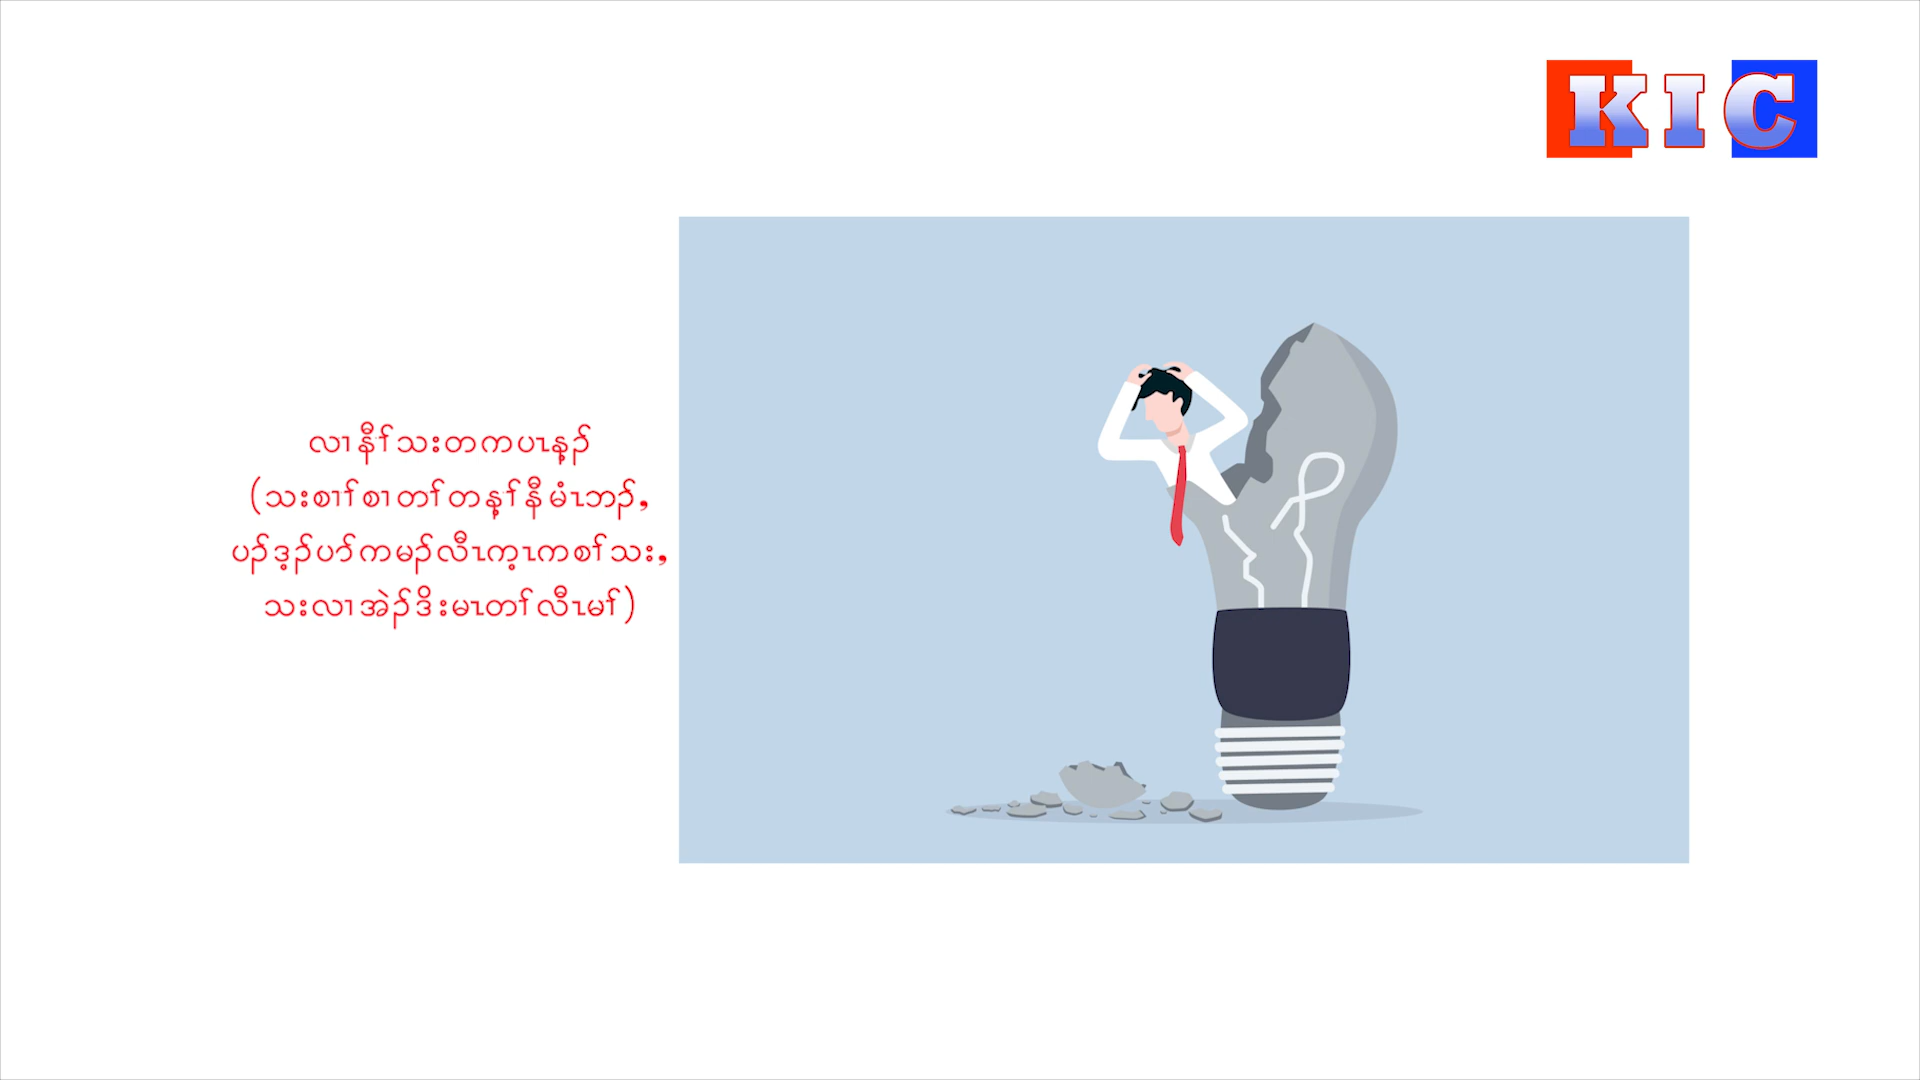 KIC
လၢနီၢ်သးတကပၤန့ၣ်
(သးစၢၢ်စၢတၢ်တန့ၢ်နီမံၤဘၣ်,
ပၣ်ဒ့ၣ်ပာ်ကမၣ်လီၤက့ၤကစၢ်သး,
သးလၢအဲၣ်ဒိးမၤတၢ်လီၤမၢ်)